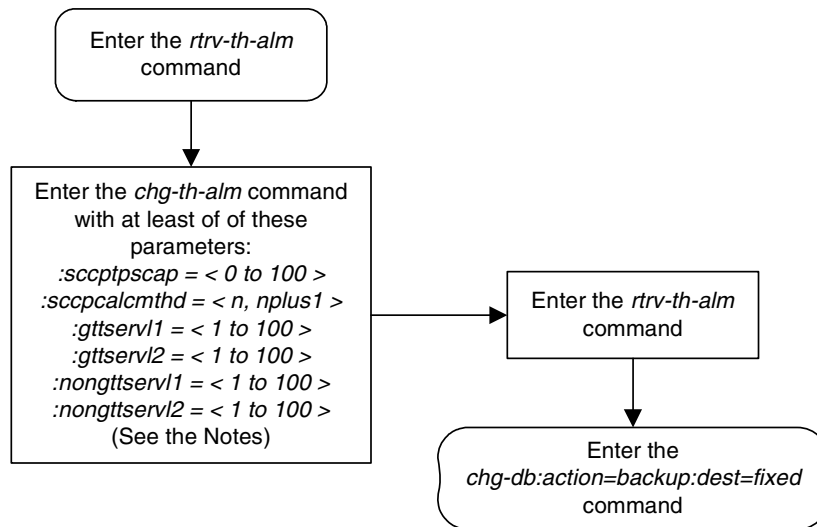 Enter the rtrv-th-alm
command
Enter the chg-th-alm command
with at least of of these
parameters:
:sccptpscap = < 0 to 100 >
:sccpcalcmthd = < n, nplus1 >
:gttservl1 = < 1 to 100 >
:gttservl2 = < 1 to 100 >
:nongttservl1 = < 1 to 100 >
:nongttservl2 = < 1 to 100 >
(See the Notes)
Enter the rtrv-th-alm
command
Enter the
chg-db:action=backup:dest=fixed
command